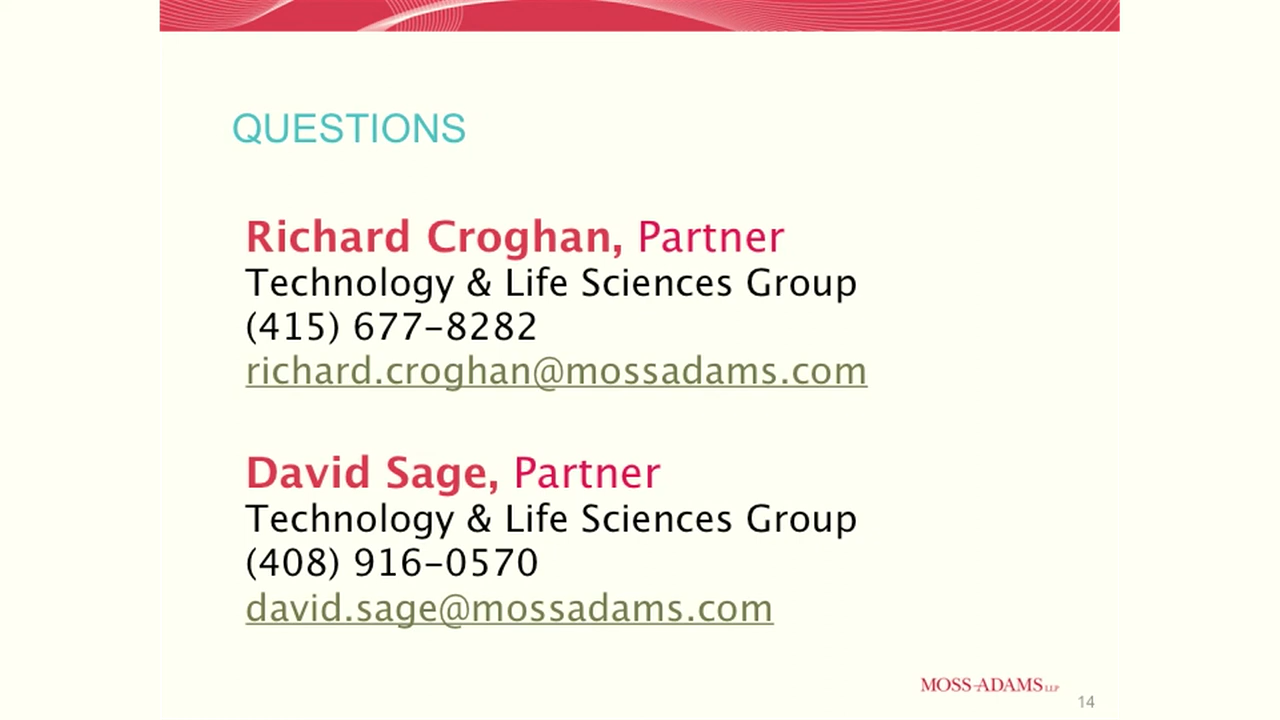 QUESTIONS
Richard Croghan, Partner
Technology & Life Sciences Group
(415) 677-8282
richard.croghan@mossadams.com
David Sage, Partner
Technology & Life Sciences Group
(408) 916-0570
david.sage@mossadams.com
MOSS-ADAMS LLP
14